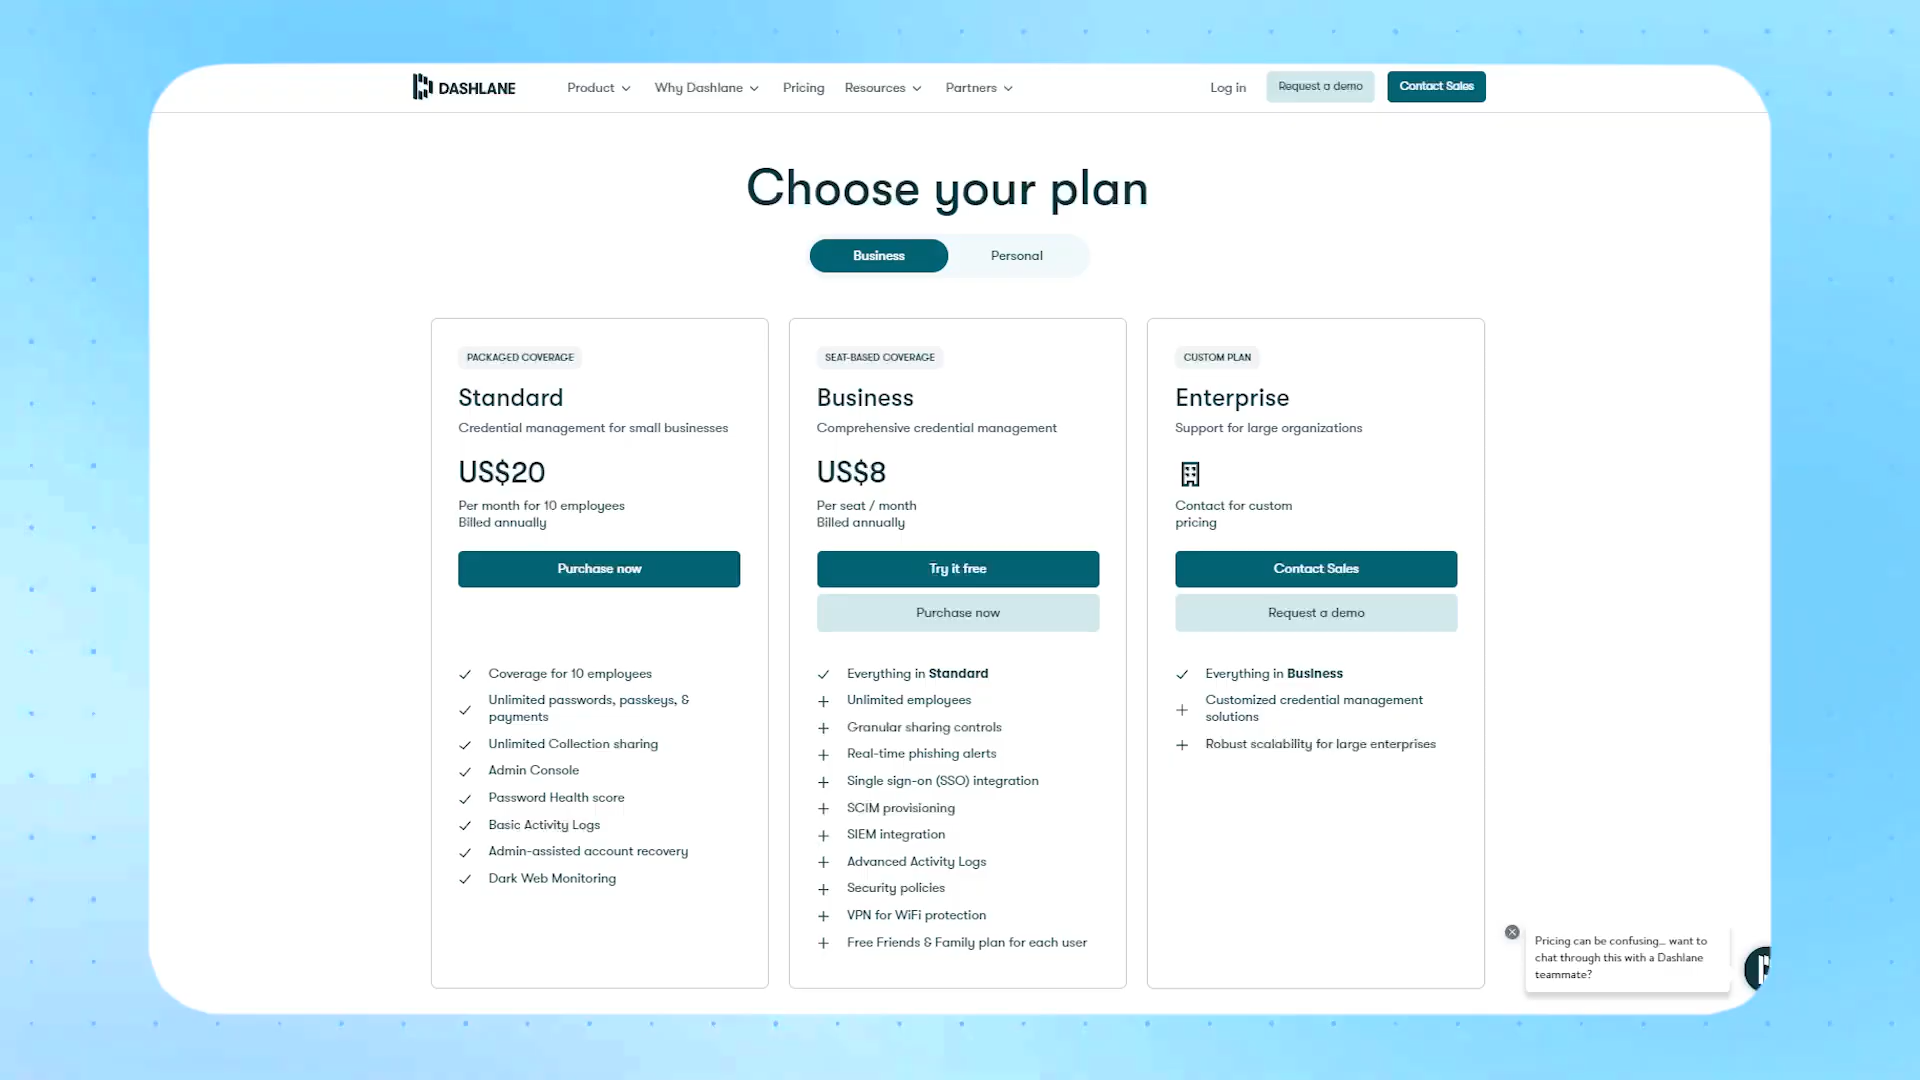 DASHLANE
Product
Why Dashlane
Pricing
Resources
Partners
Log in
Request a demo
Contact Sales
Choose your plan
Business
Personal
PACKAGED COVERAGE
Standard
Credential management for small businesses
US$20
Per month for 10 employees
Billed annually
Purchase now
Coverage for 10 employees
Unlimited passwords, passkeys, &
payments
Unlimited Collection sharing
Admin Console
Password Health score
Basic Activity Logs
Admin-assisted account recovery
Dark Web Monitoring
SEAT-BASED COVERAGE
Business
Comprehensive credential management
US$8
Per seat / month
Billed annually
Try it free
Purchase now
Everything in Standard
Unlimited employees
Granular sharing controls
Real-time phishing alerts
Single sign-on (SSO) integration
SCIM provisioning
SIEM integration
Advanced Activity Logs
Security policies
VPN for WiFi protection
Free Friends & Family plan for each user
CUSTOM PLAN
Enterprise
Support for large organizations
Contact for custom
pricing
Contact Sales
Request a demo
Everything in Business
Customized credential management
solutions
Robust scalability for large enterprises
Pricing can be confusing... want to
chat through this with a Dashlane
teammate?